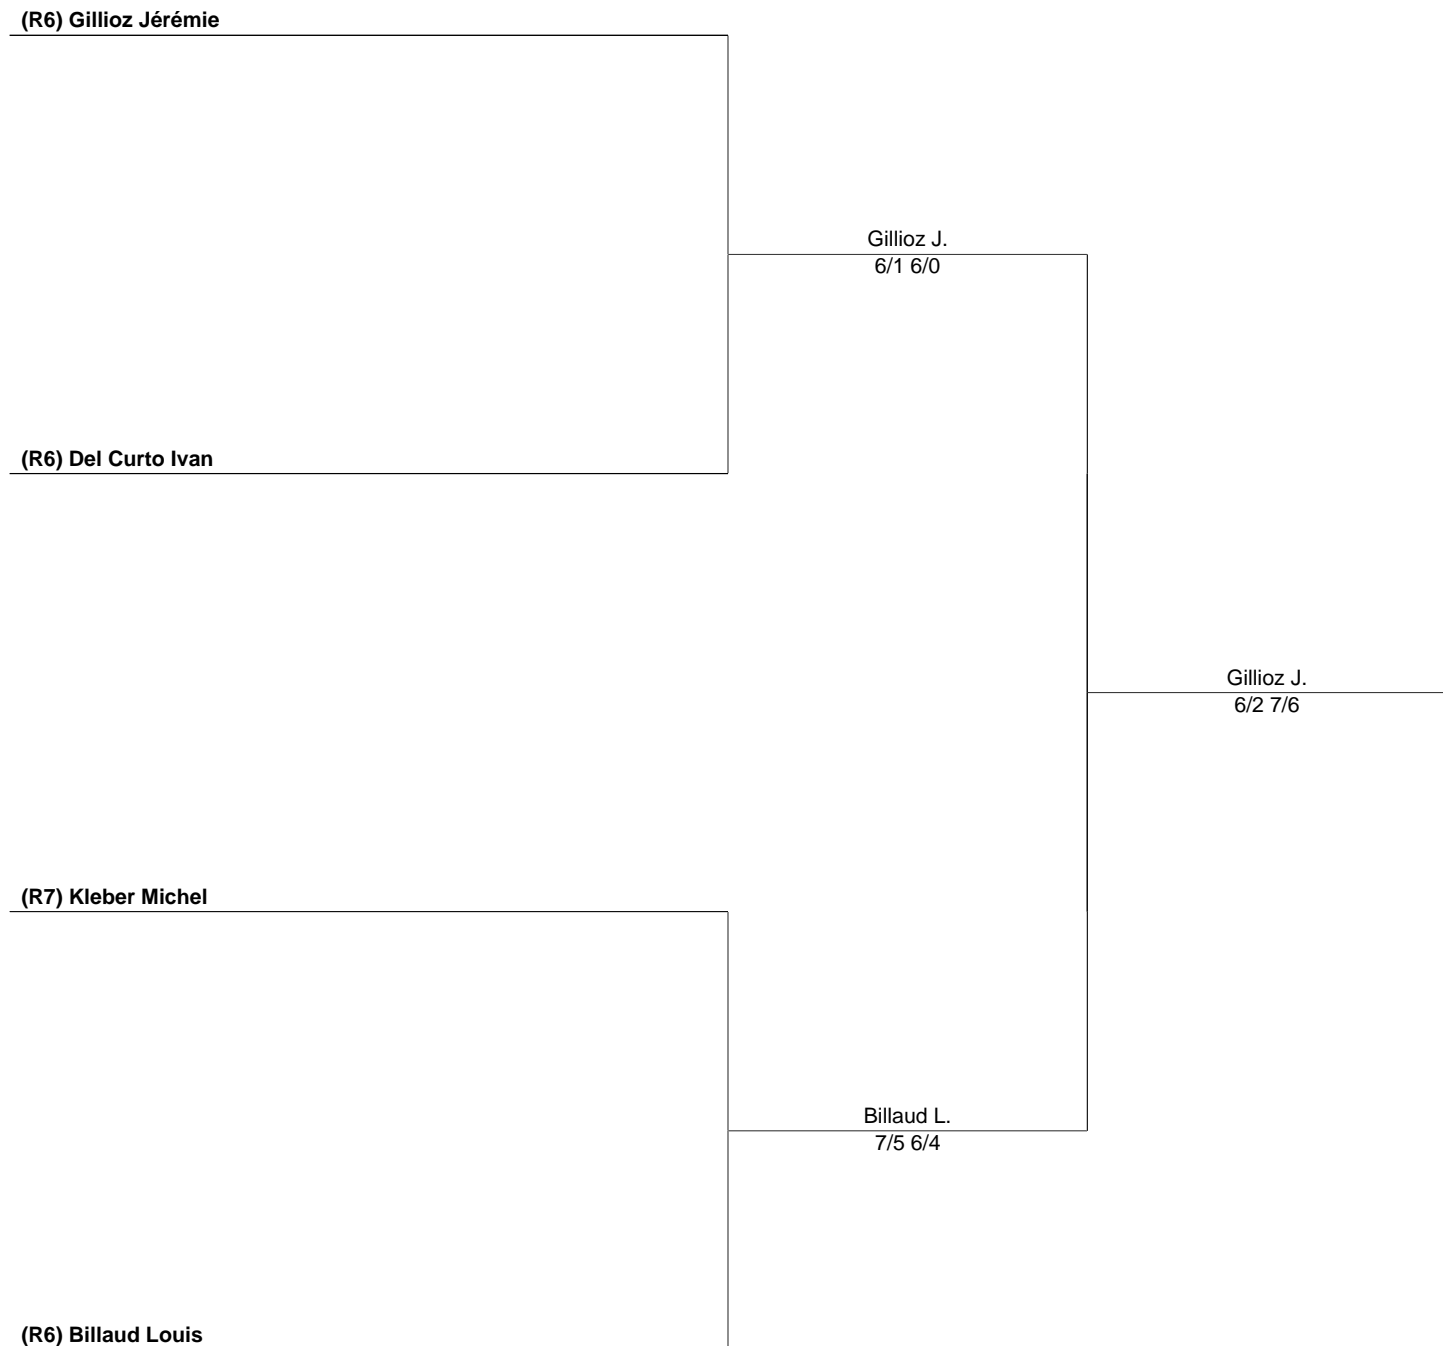 (R6) Gillioz Jérémie
Gillioz J.
6/1 6/0
(R6) Del Curto Ivan
Gillioz J.
6/2 7/6
(R7) Kleber Michel
Billaud L.
7/5 6/4
(R6) Billaud Louis